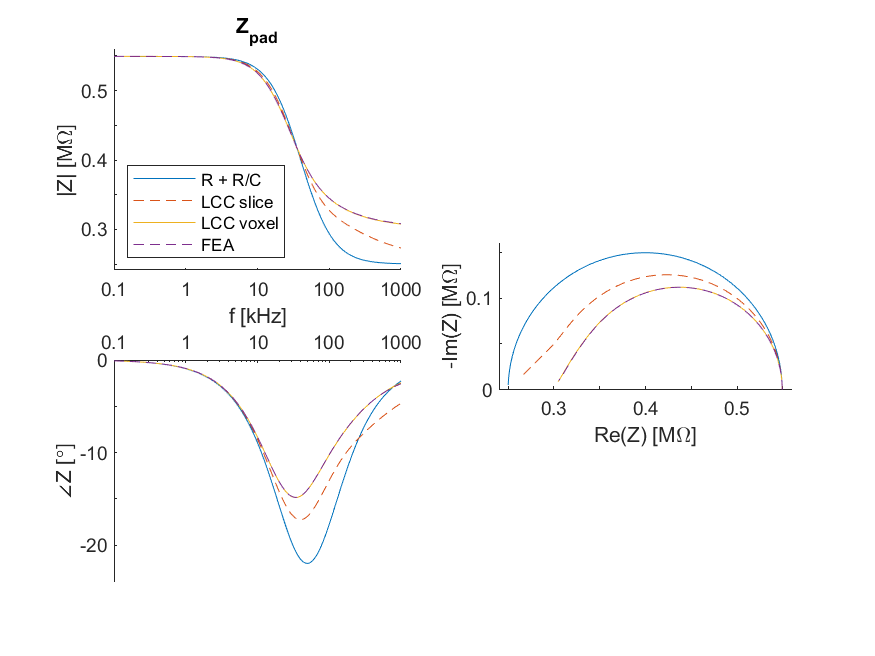 Z_pad
|Z| [MΩ]
0.5
0.4
0.3
R + R/C
LCC slice
LCC voxel
FEA
0.1 1 10 100 1000
f [kHz]
0.1 1 10 100 1000
∠Z [°]
0
-10
-20
-Im(Z) [MΩ]
0.1
0
0.3 0.4 0.5
Re(Z) [MΩ]